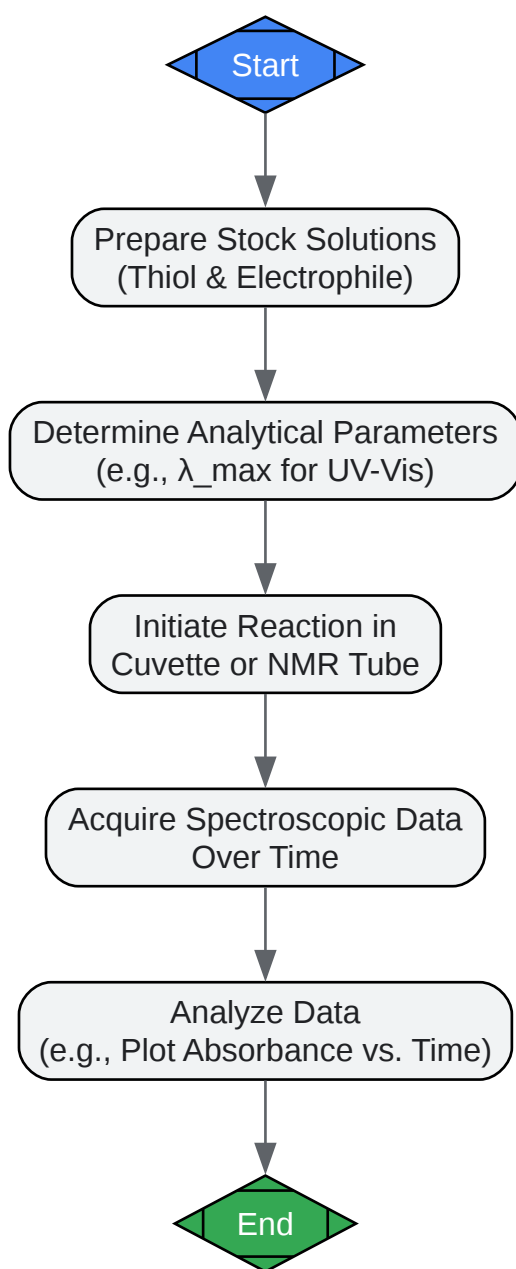 Start
Prepare Stock Solutions
(Thiol & Electrophile)
Determine Analytical Parameters
(e.g., λ_max for UV-Vis)
Initiate Reaction in
Cuvette or NMR Tube
Acquire Spectroscopic Data
Over Time
Analyze Data
(e.g., Plot Absorbance vs. Time)
End